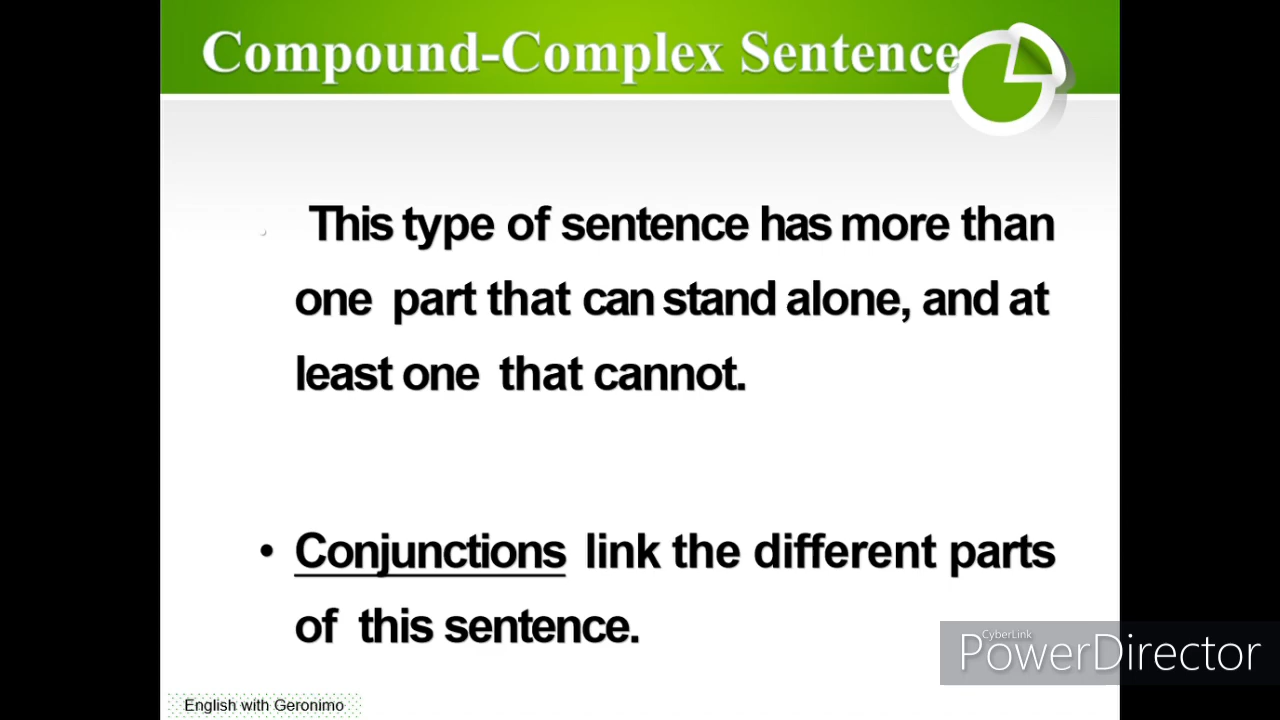 Compound-Complex Sentence
This type of sentence has more than
one part that can stand alone, and at
least one that cannot.
• Conjunctions link the different parts
of this sentence.
CyberLink
PowerDirector
English with Geronimo